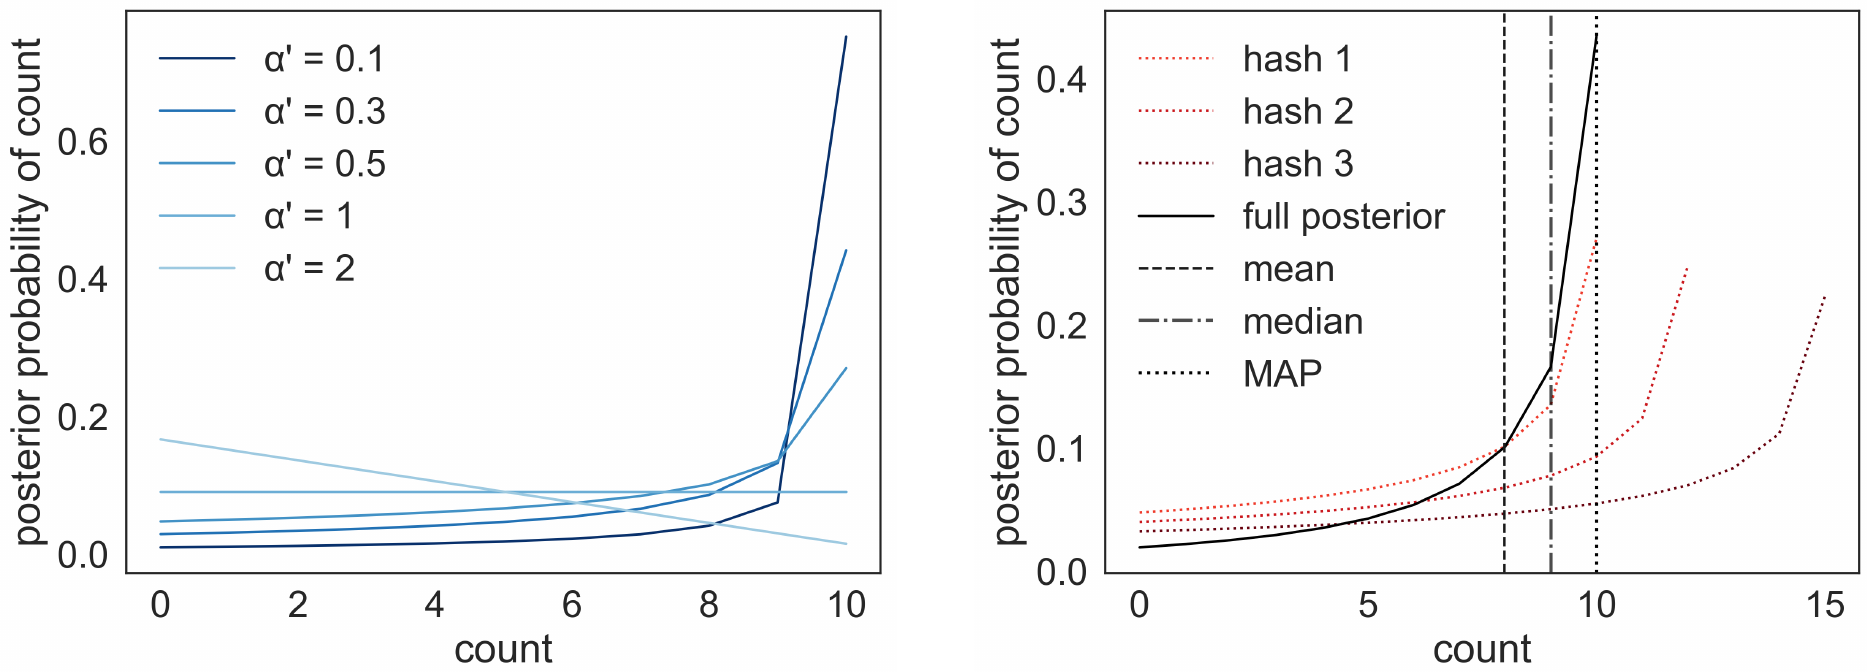 posterior probability of count
0.6
0.4
0.2
0.0
α' = 0.1
α' = 0.3
α' = 0.5
α' = 1
α' = 2
0 2 4 6 8 10
count
posterior probability of count
0.4
0.3
0.2
0.1
0.0
hash 1
hash 2
hash 3
full posterior
mean
median
MAP
0 5 10 15
count